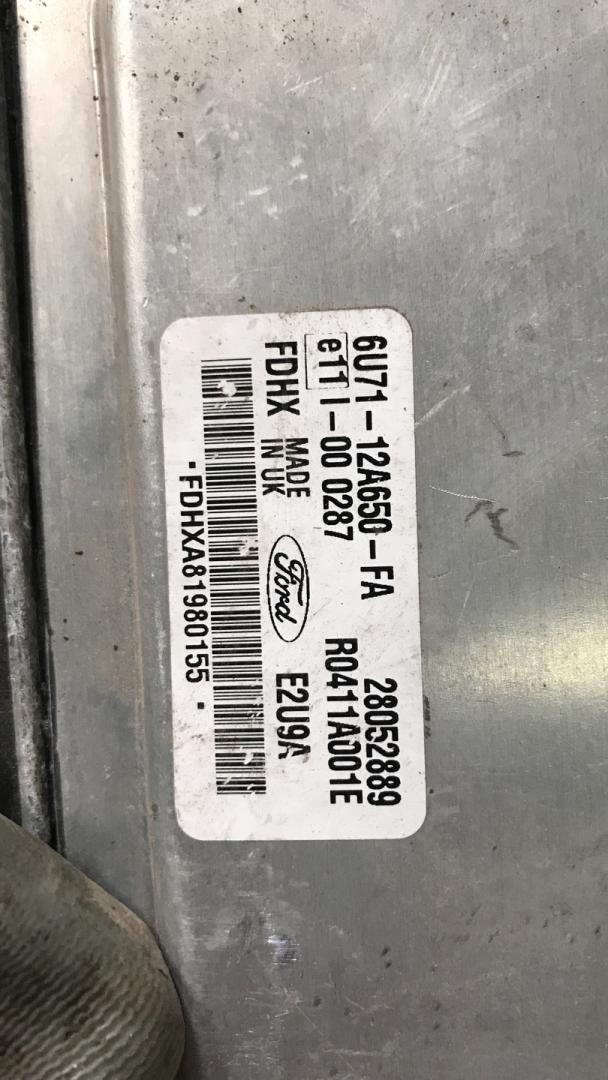 6U71-12A650-FA 28052889
e11 I-00 0287 R0411A001E
FDHX MADE IN UK Ford E2U9A
*FDHXA81980155*